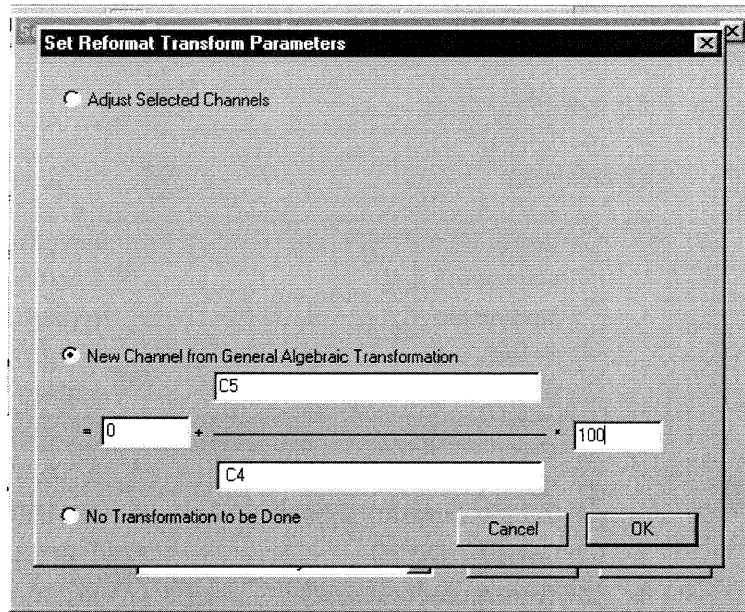 Set Reformat Transform Parameters
Adjust Selected Channels
New Channel from General Algebraic Transformation
C5
= 0 + * 100
C4
No Transformation to be Done
Cancel OK